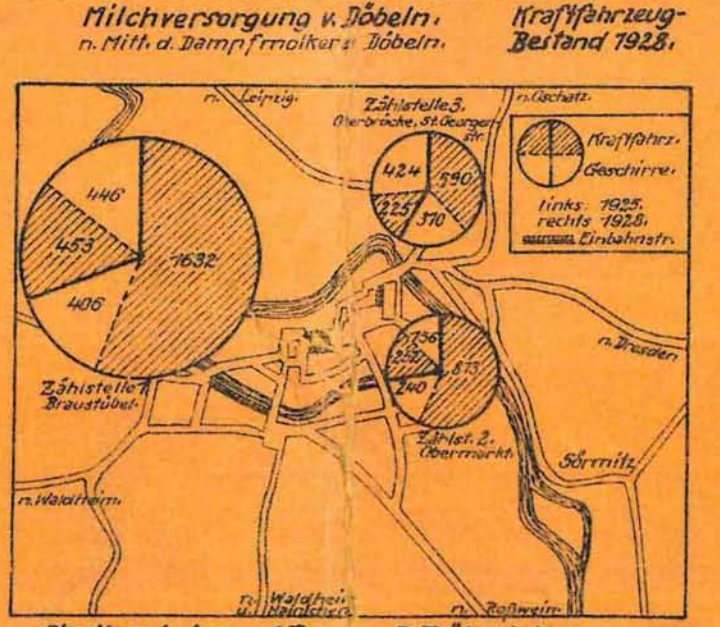 Milchversorgung v. Döbeln.
n. Mitt. d. Dampfmolkerei Döbeln.
Kraftfahrzeug-
Bestand 1928.
n. Leipzig.
Zählstelle 3.
Oberbrücke, St. Georgen
str.
n. Oschatz.
Kraftfahrz.
Geschirre.
links: 1925.
rechts 1928.
Einbahnstr.
446
453
406
1632
424
590
225
370
156
252
240
873
n. Dresden
Zählstelle 1
Braustübel.
Zählst. 2.
Obermarkt.
Sörmitz
n. Waldheim.
n. Waldheim
u. Hainichen.
n. Roßwein.